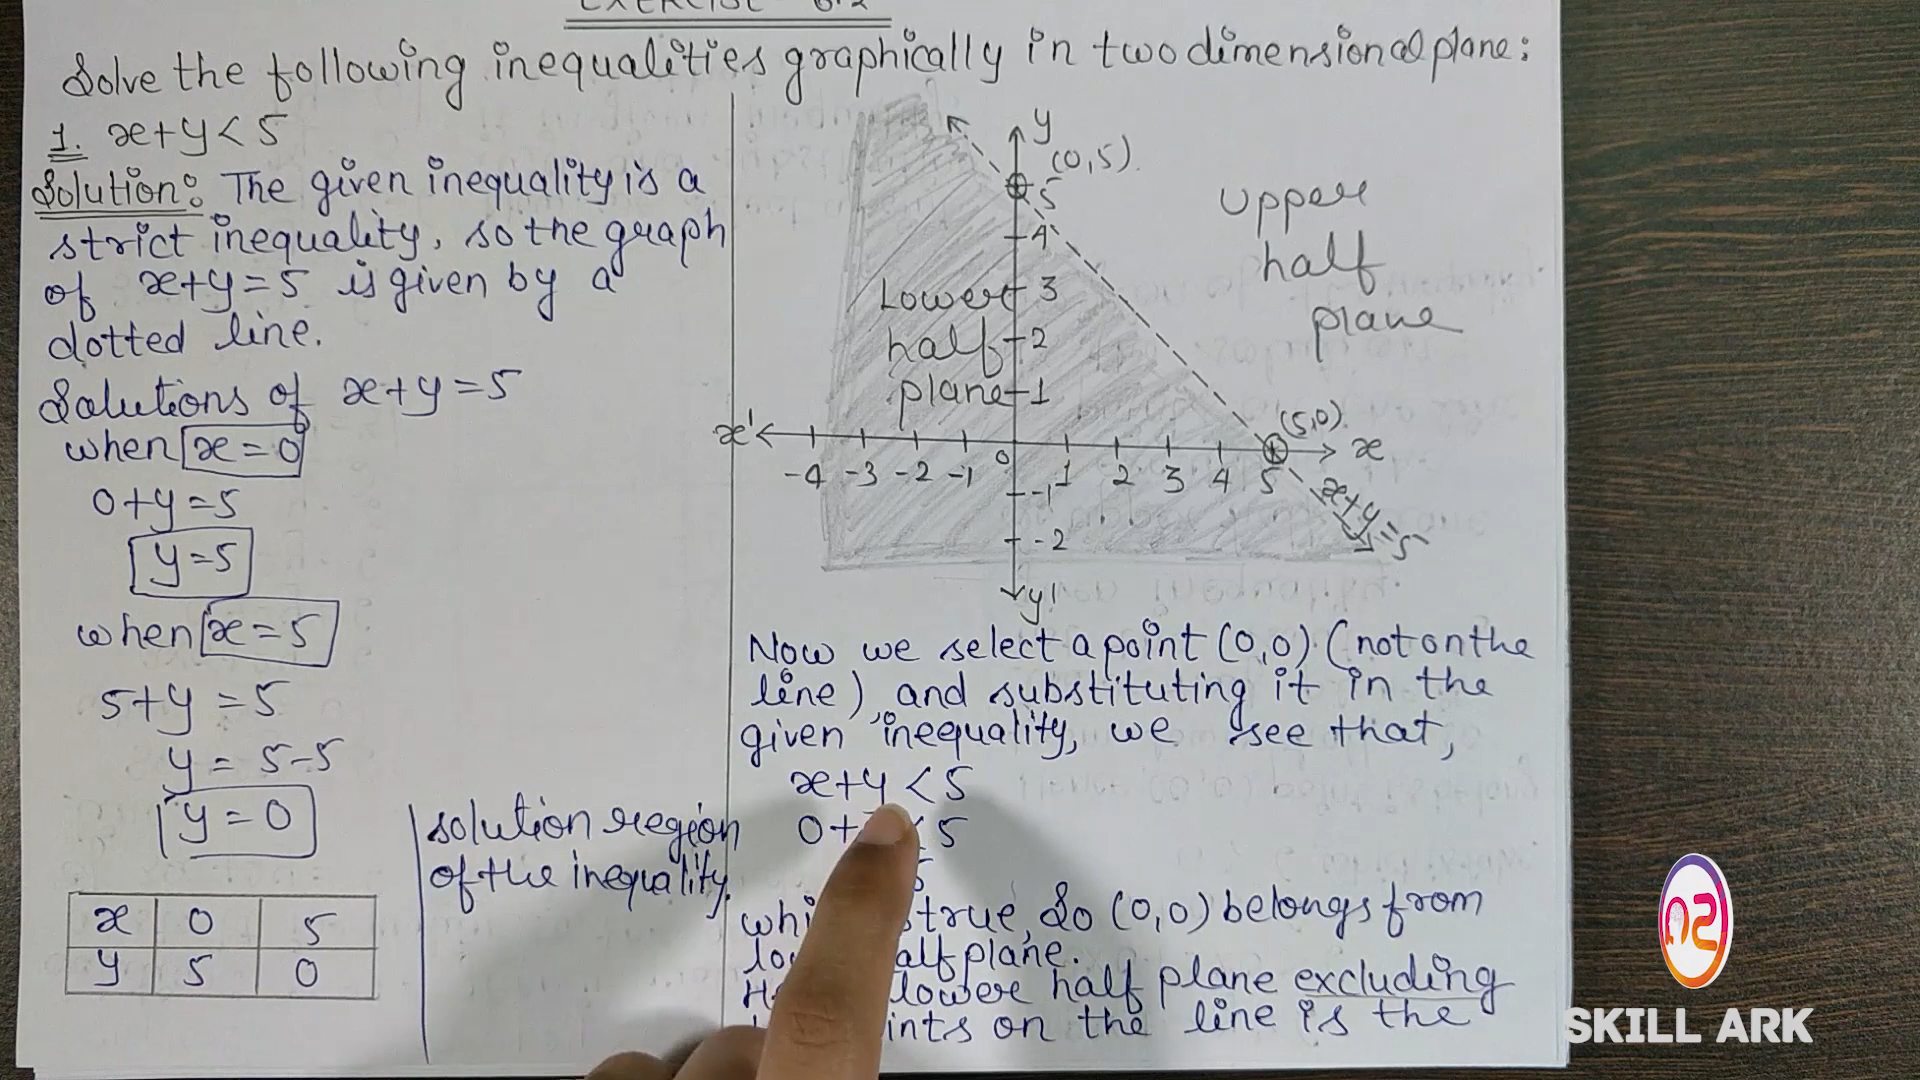 EXERCISE 6.2
Solve the following inequalities graphically in two dimensional plane:
1. x+y<5
Solution: The given inequality is a
strict inequality, so the graph
of x+y=5 is given by a
dotted line.
Solutions of x+y=5
when x=0
0+y=5
y=5
when x=5
5+y=5
y=5-5
y=0
x 0 5
y 5 0
solution region
of the inequality.
y
(0,5).
5
4
3
2
1
Lower
half
plane
Upper
half
plane
(5,0).
x' -4 -3 -2 -1 0 1 2 3 4 5 x
-1
-2
y'
x+y=5
Now we select a point (0,0). (not on the
line), and substituting it in the
given inequality, we see that,
x+y<5
0+ < 5
5
true, So (0,0) belongs from
plane.
lower half plane excluding
on the line is the
SKILL ARK